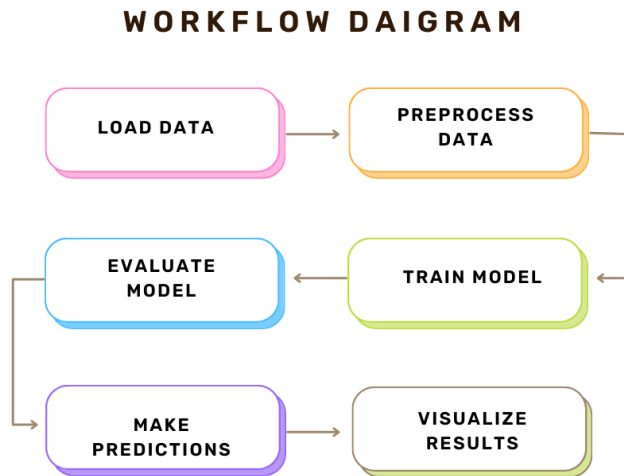 WORKFLOW DAIGRAM
LOAD DATA
PREPROCESS
DATA
TRAIN MODEL
EVALUATE
MODEL
MAKE
PREDICTIONS
VISUALIZE
RESULTS